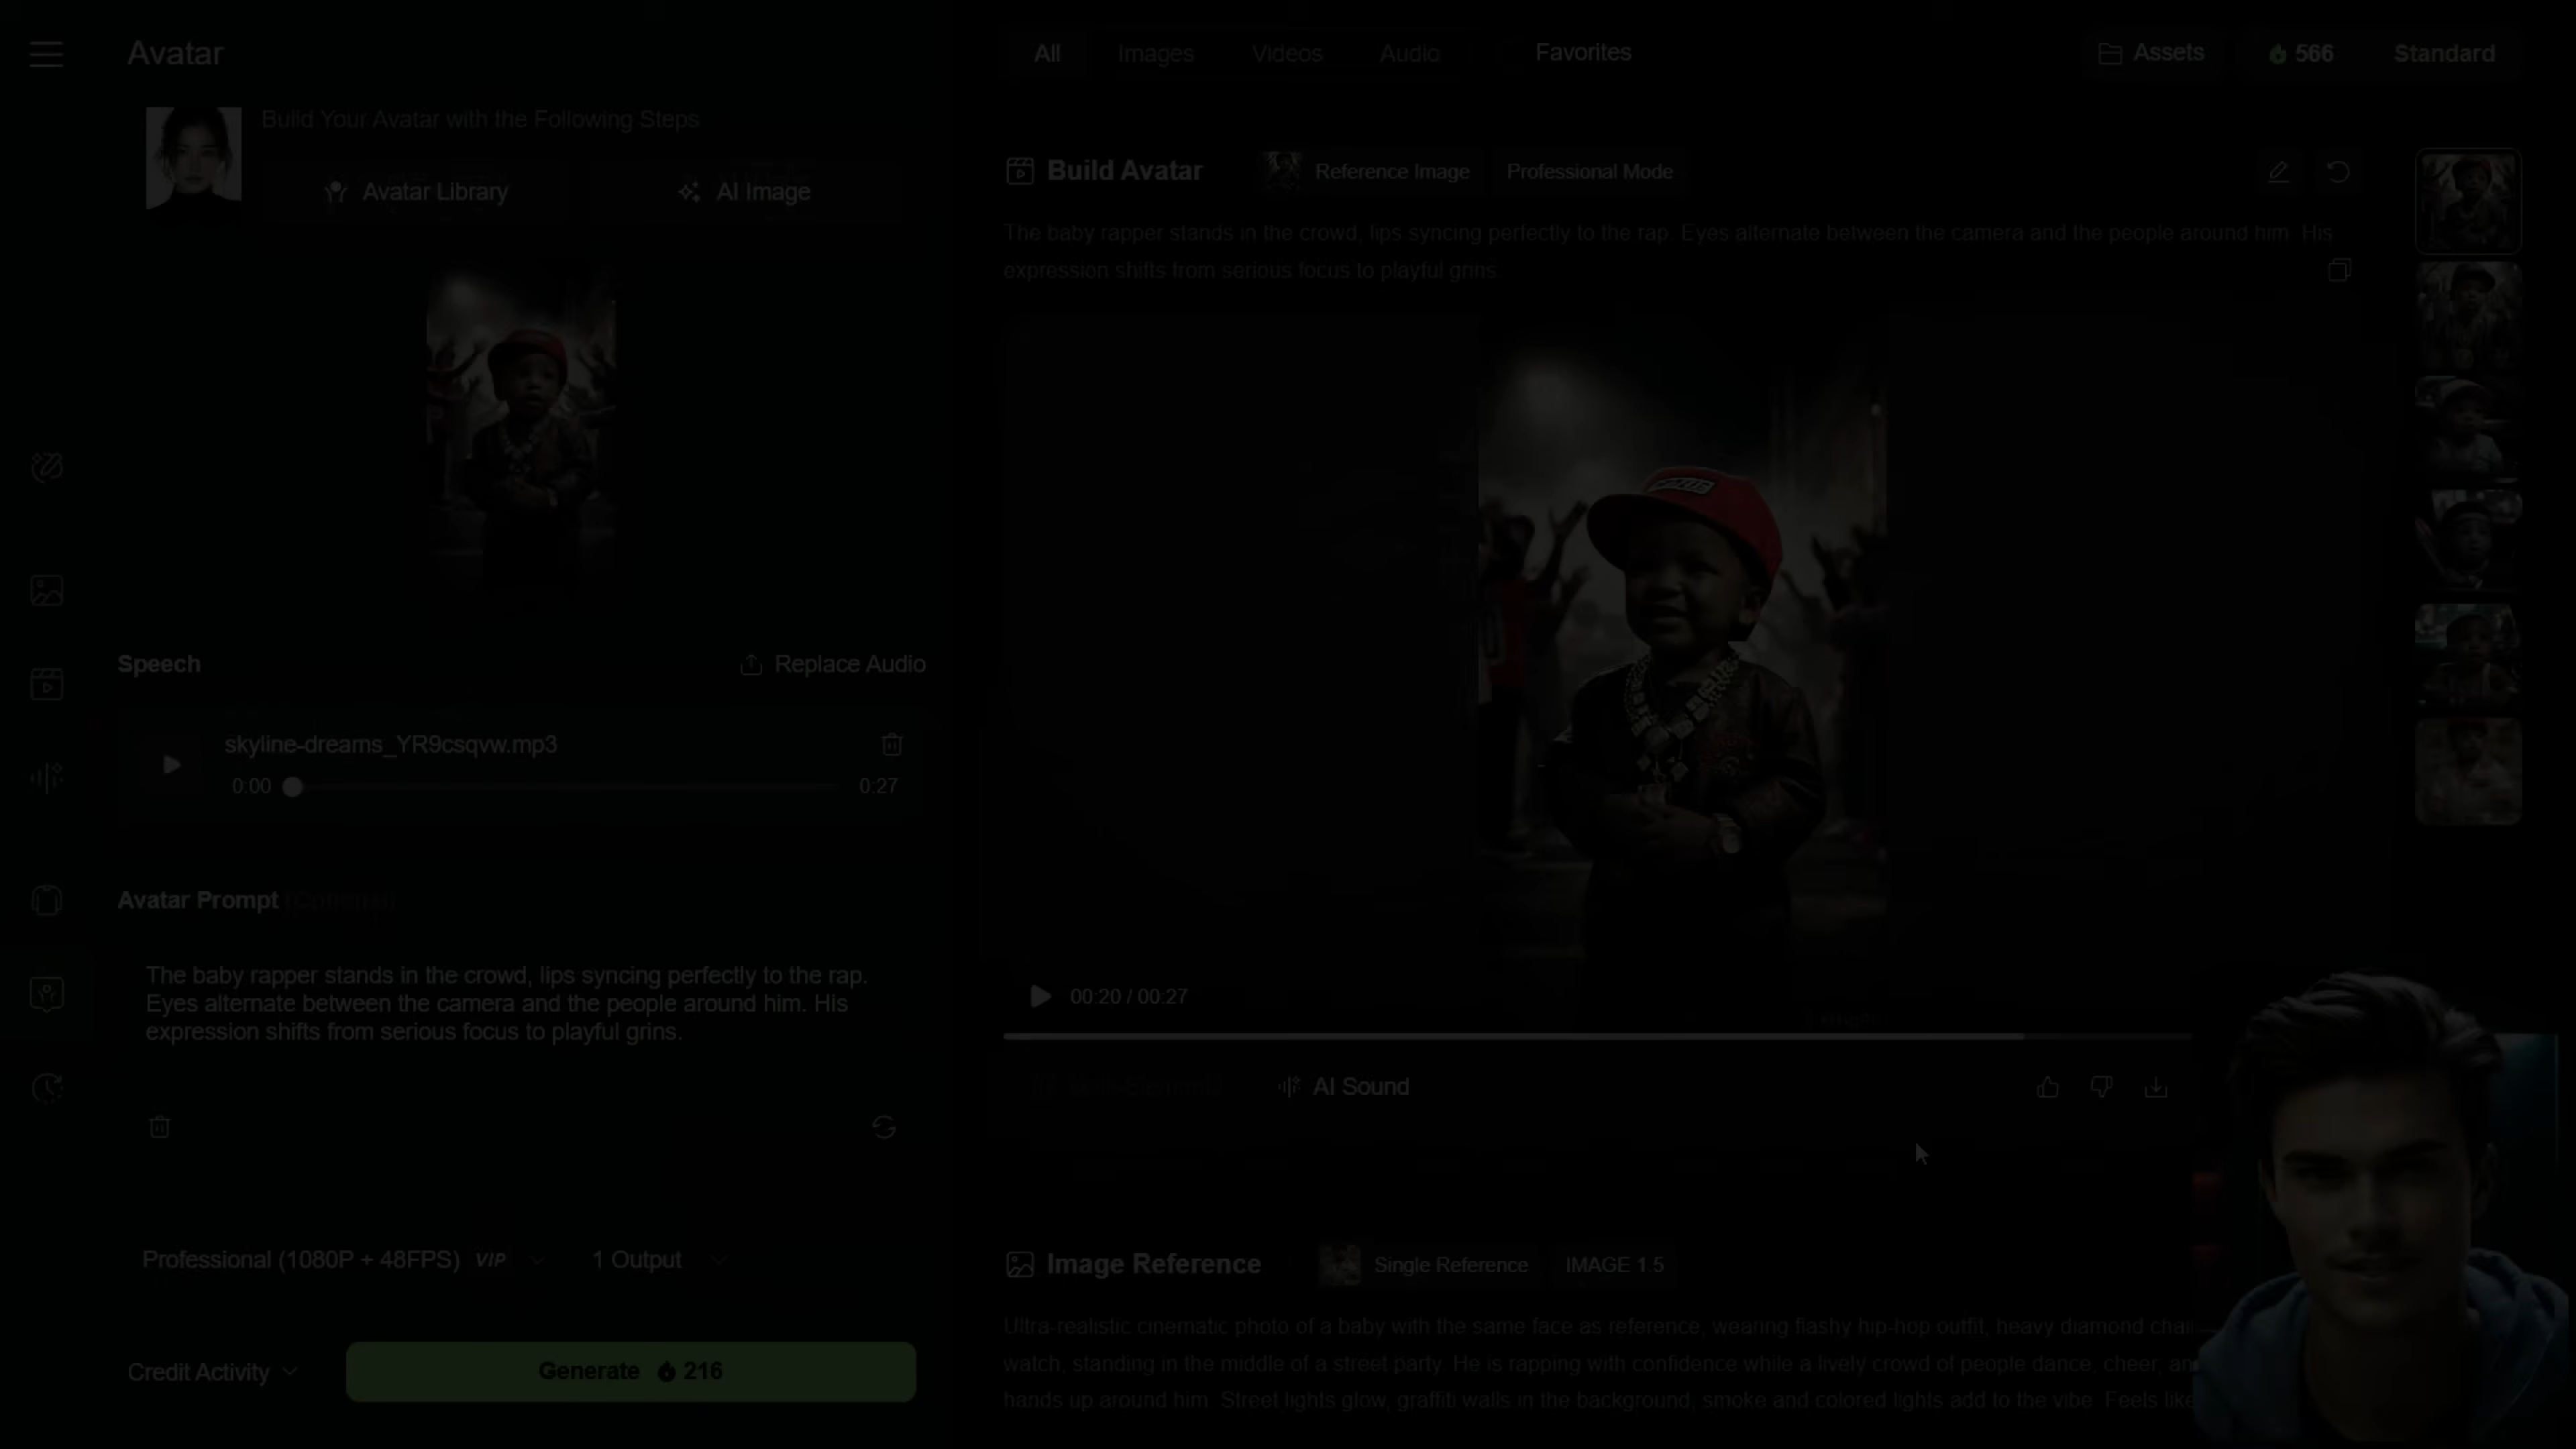 Avatar
All
Images
Videos
Audio
Favorites
Assets
566
Standard
Build Your Avatar with the Following Steps
Avatar Library
AI Image
Build Avatar
Reference Image
Professional Mode
The baby rapper stands in the crowd, lips syncing perfectly to the rap. Eyes alternate between the camera and the people around him. His
expression shifts from serious focus to playful grins.
Speech
Replace Audio
skyline-dreams_YR9csqvw.mp3
0:00
0:27
Avatar Prompt (Optional)
The baby rapper stands in the crowd, lips syncing perfectly to the rap.
Eyes alternate between the camera and the people around him. His
expression shifts from serious focus to playful grins.
00:20 / 00:27
AI Sound
Professional (1080P + 48FPS) VIP
1 Output
Credit Activity
Generate 216
Image Reference
Single Reference
IMAGE 1.5
Ultra-realistic cinematic photo of a baby with the same face as reference, wearing flashy hip-hop outfit, heavy diamond
watch, standing in the middle of a street party. He is rapping with confidence while a lively crowd of people dance, cheer,
hands up around him. Street lights glow, graffiti walls in the background, smoke and colored lights add to the vibe. Feels